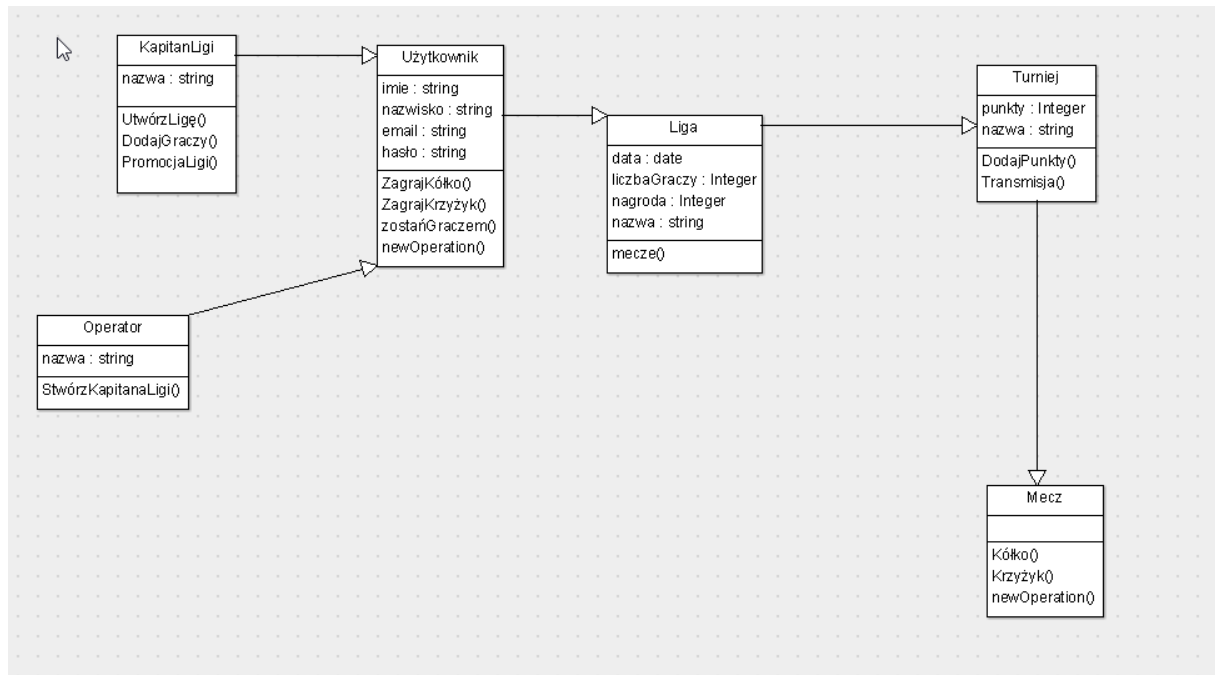 KapitanLigi
nazwa : string
UtwórzLigę()
DodajGraczy()
PromocjaLigi()
Użytkownik
imie : string
nazwisko : string
email : string
hasło : string
ZagrajKółko()
ZagrajKrzyżyk()
zostańGraczem()
newOperation()
Liga
data : date
liczbaGraczy : Integer
nagroda : Integer
nazwa : string
mecze()
Turniej
punkty : Integer
nazwa : string
DodajPunkty()
Transmisja()
Operator
nazwa : string
StwórzKapitanaLigi()
Mecz
Kółko()
Krzyżyk()
newOperation()